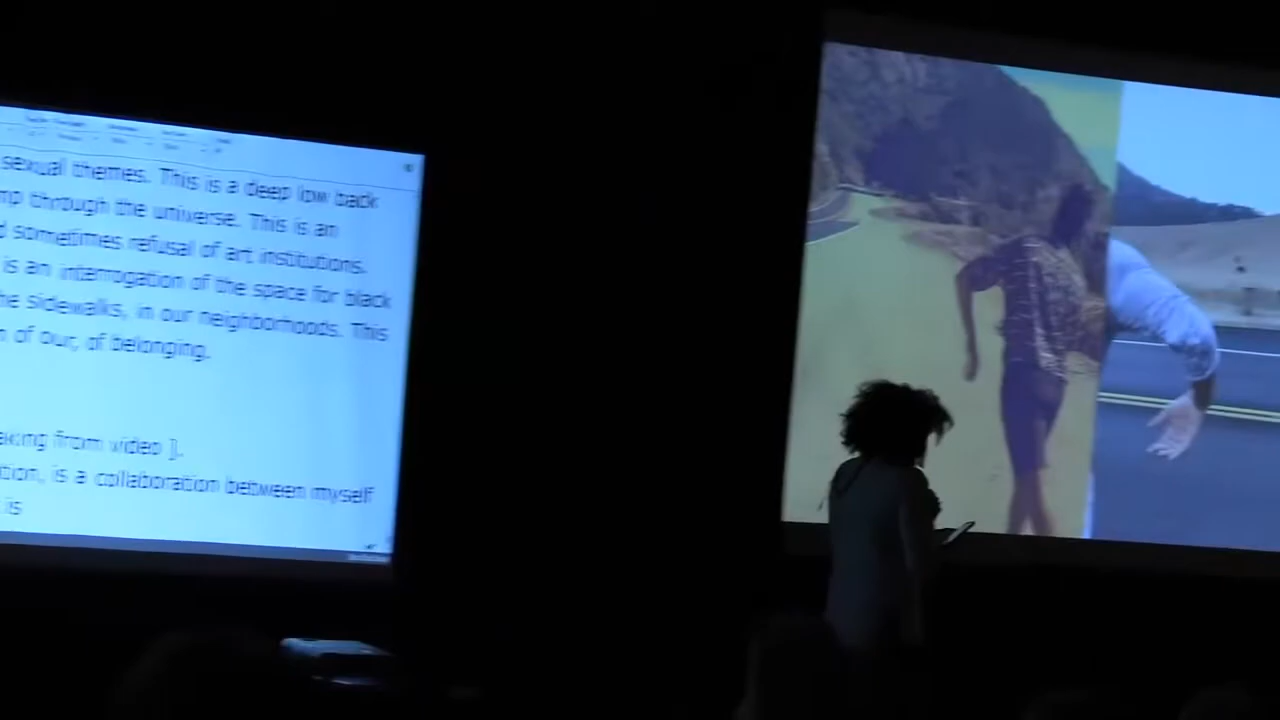 sexual themes. This is a deep low back
mp through the universe. This is an
d sometimes refusal of art institutions.
is an interrogation of the space for black
he sidewalks, in our neighborhoods. This
n of our, of belonging.
aking from video ].
tion, is a collaboration between myself
is